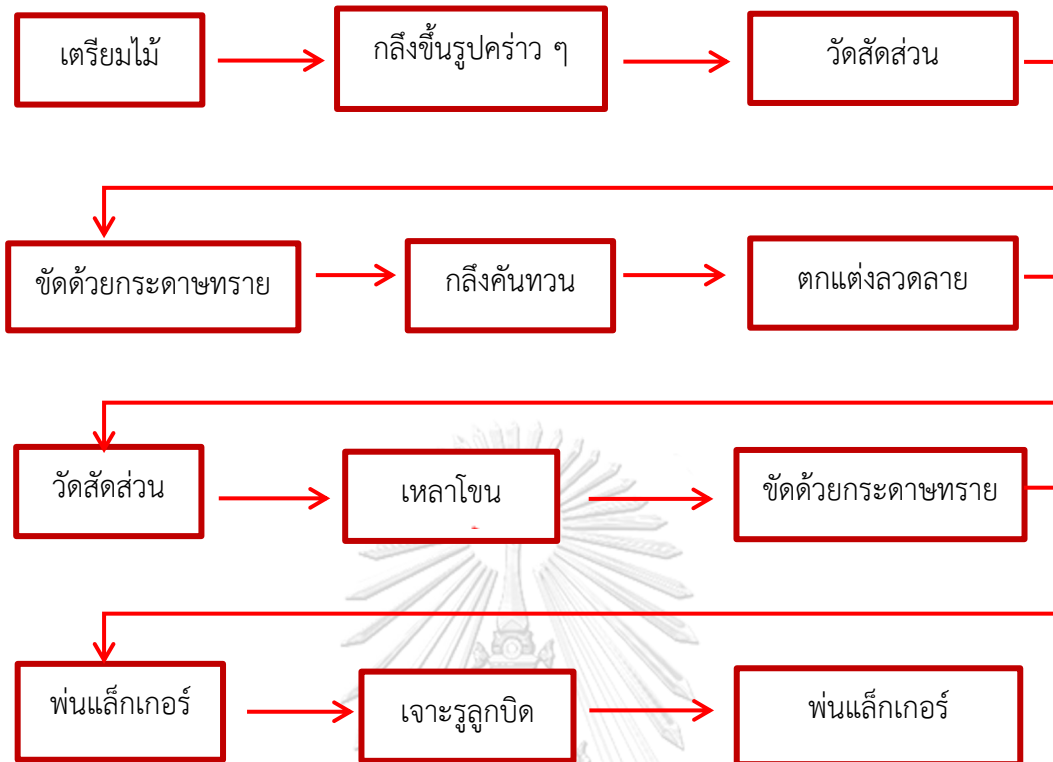 เตรียมไม้
กลึงขึ้นรูปคร่าว ๆ
วัดสัดส่วน
ขัดด้วยกระดาษทราย
กลึงคันทวน
ตกแต่งลวดลาย
วัดสัดส่วน
เหลาโขน
ขัดด้วยกระดาษทราย
พ่นแล็กเกอร์
เจาะรูลูกบิด
พ่นแล็กเกอร์